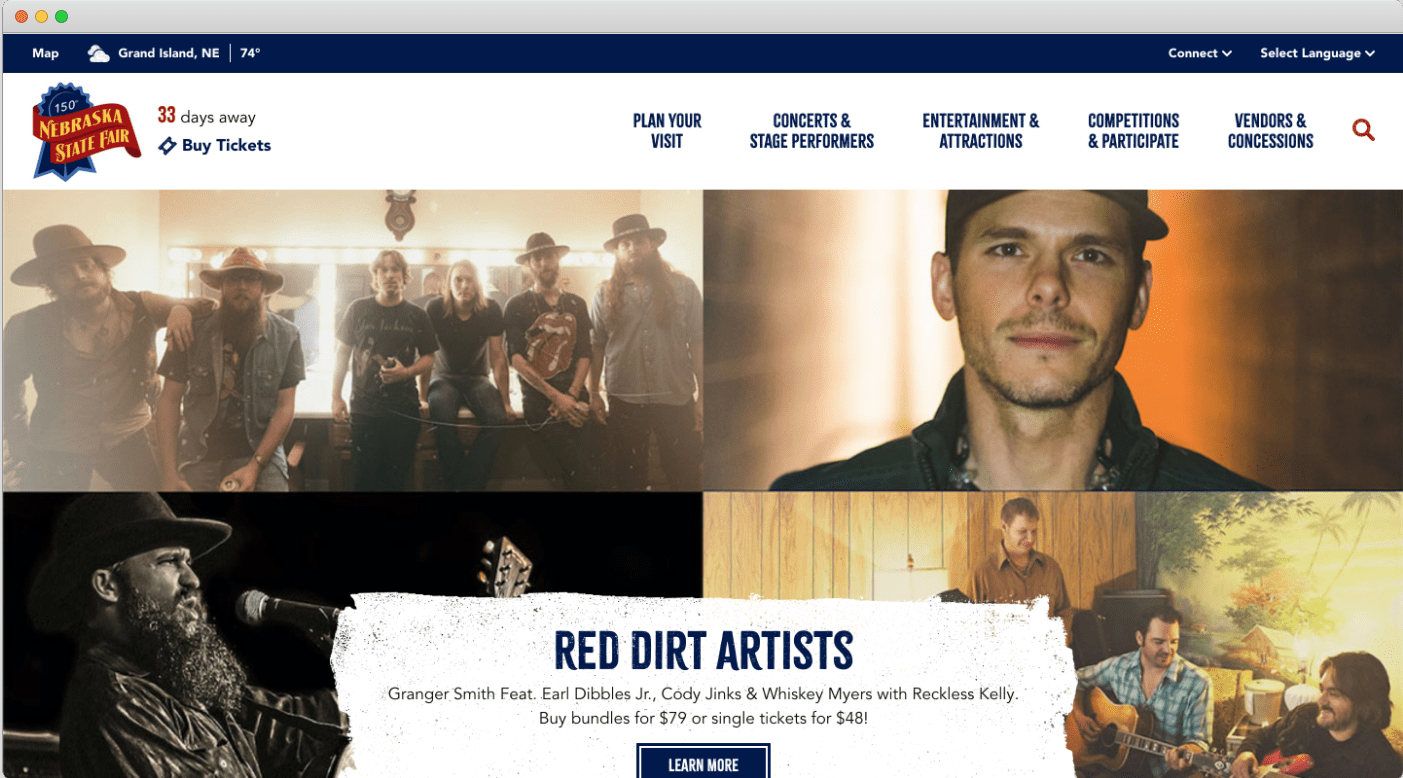 Map
Grand Island, NE
74°
Connect
Select Language
150th
NEBRASKA
STATE FAIR
33 days away
Buy Tickets
PLAN YOUR
VISIT
CONCERTS &
STAGE PERFORMERS
ENTERTAINMENT &
ATTRACTIONS
COMPETITIONS
& PARTICIPATE
VENDORS &
CONCESSIONS
RED DIRT ARTISTS
Granger Smith Feat. Earl Dibbles Jr., Cody Jinks & Whiskey Myers with Reckless Kelly.
Buy bundles for $79 or single tickets for $48!
LEARN MORE